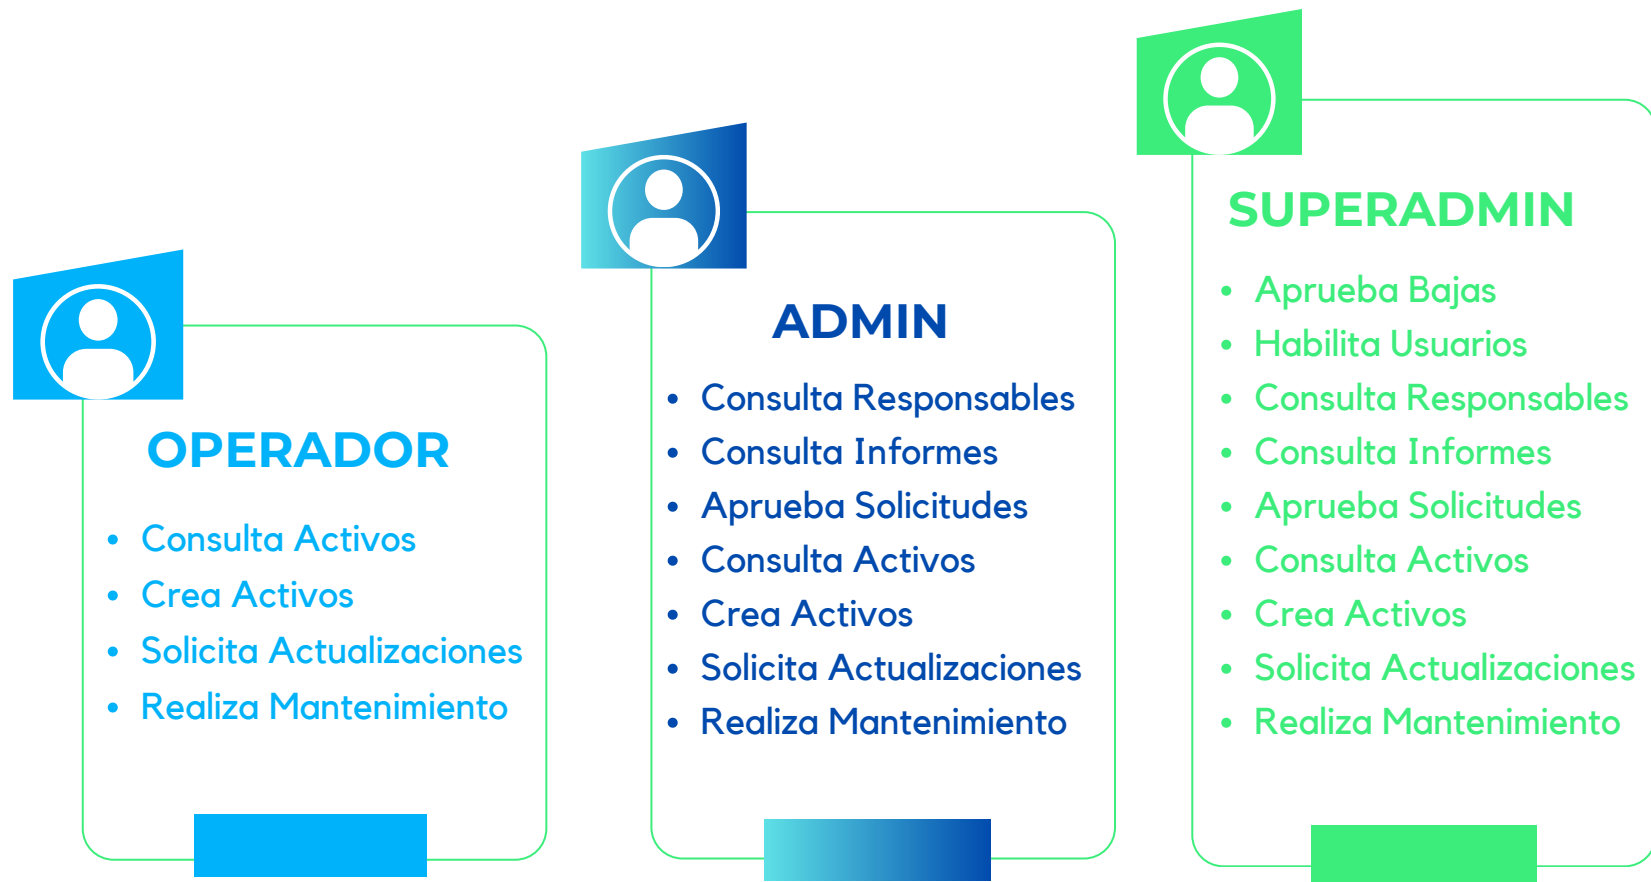 OPERADOR
• Consulta Activos
• Crea Activos
• Solicita Actualizaciones
• Realiza Mantenimiento
ADMIN
• Consulta Responsables
• Consulta Informes
• Aprueba Solicitudes
• Consulta Activos
• Crea Activos
• Solicita Actualizaciones
• Realiza Mantenimiento
SUPERADMIN
• Aprueba Bajas
• Habilita Usuarios
• Consulta Responsables
• Consulta Informes
• Aprueba Solicitudes
• Consulta Activos
• Crea Activos
• Solicita Actualizaciones
• Realiza Mantenimiento